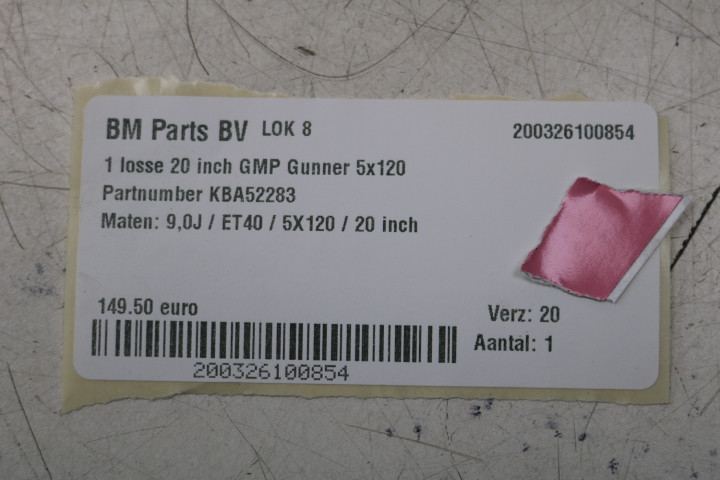 BM Parts BV LOK 8 200326100854
1 losse 20 inch GMP Gunner 5x120
Partnumber KBA52283
Maten: 9,0J / ET40 / 5X120 / 20 inch
149.50 euro Verz: 20
Aantal: 1
200326100854